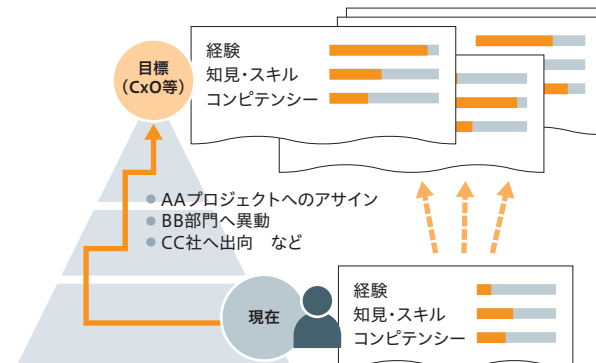 目標
（CxO等）
経験
知見・スキル
コンピテンシー
● AAプロジェクトへのアサイン
● BB部門へ異動
● CC社へ出向　など
現在
経験
知見・スキル
コンピテンシー